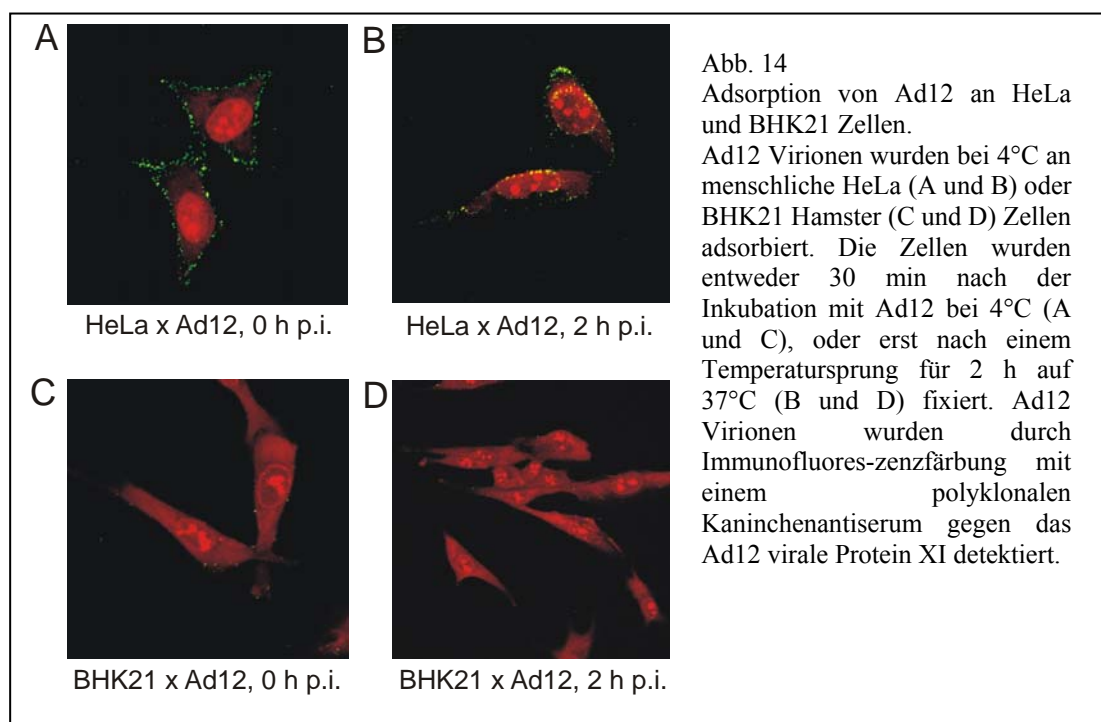 A
B
HeLa x Ad12, 0 h p.i.
HeLa x Ad12, 2 h p.i.
C
D
BHK21 x Ad12, 0 h p.i.
BHK21 x Ad12, 2 h p.i.
Abb. 14
Adsorption von Ad12 an HeLa
und BHK21 Zellen.
Ad12 Virionen wurden bei 4°C an
menschliche HeLa (A und B) oder
BHK21 Hamster (C und D) Zellen
adsorbiert. Die Zellen wurden
entweder 30 min nach der
Inkubation mit Ad12 bei 4°C (A
und C), oder erst nach einem
Temperatursprung für 2 h auf
37°C (B und D) fixiert. Ad12
Virionen wurden durch
Immunofluores-zenzfärbung mit
einem polyklonalen
Kaninchenantiserum gegen das
Ad12 virale Protein XI detektiert.